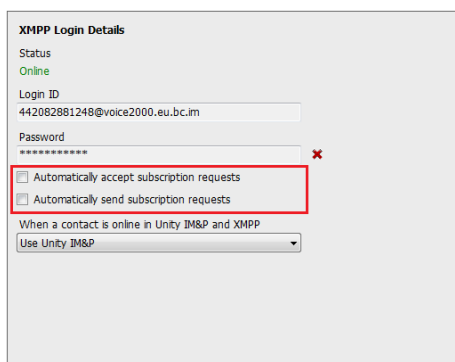 XMPP Login Details
Status
Online
Login ID
442082881248@voice2000.eu.bc.im
Password
***********
Automatically accept subscription requests
Automatically send subscription requests
When a contact is online in Unity IM&P and XMPP
Use Unity IM&P